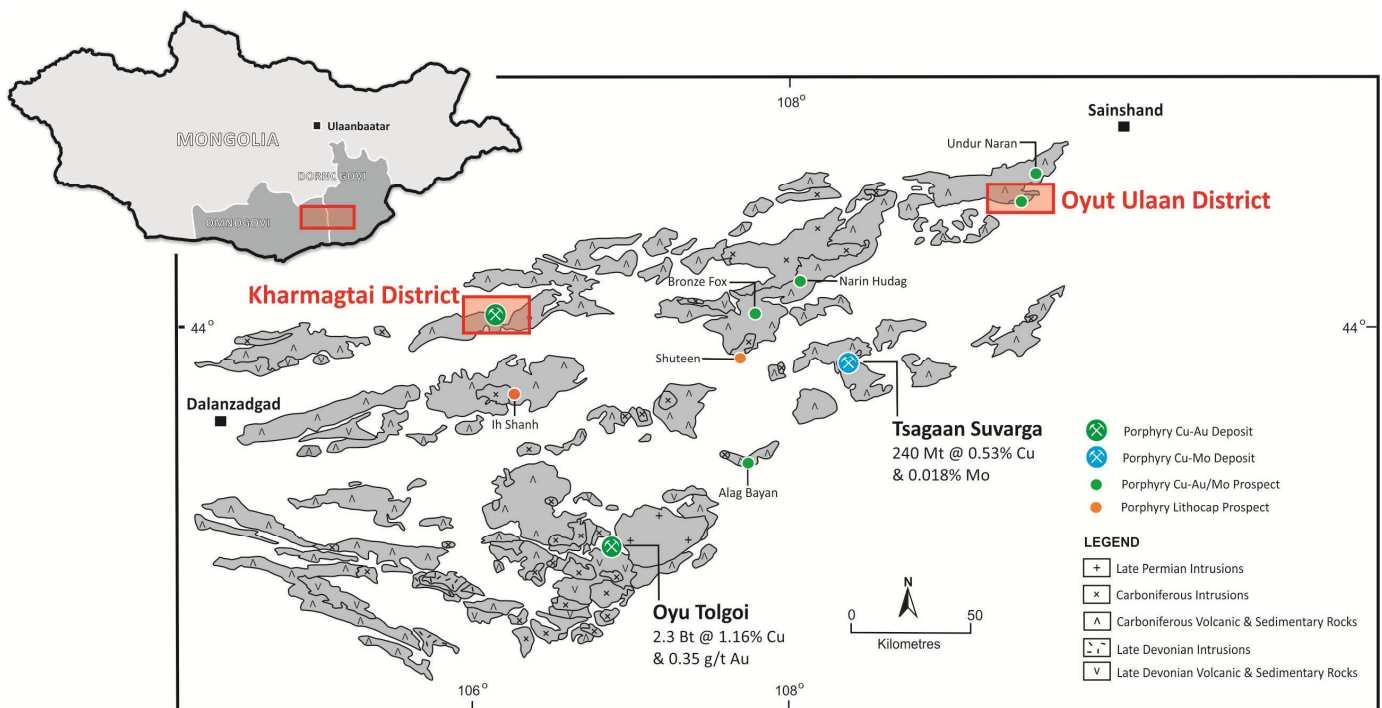 MONGOLIA
Ulaanbaatar
DORNOGOVI
OMNOGOVI
108°
Sainshand
Undur Naran
Oyut Ulaan District
Bronze Fox
Narin Hudag
Kharmagtai District
44°
44°
Shuteen
Dalanzadgad
Ih Shanh
Tsagaan Suvarga
240 Mt @ 0.53% Cu
& 0.018% Mo
Alag Bayan
Porphyry Cu-Au Deposit
Porphyry Cu-Mo Deposit
Porphyry Cu-Au/Mo Prospect
Porphyry Lithocap Prospect
Oyu Tolgoi
2.3 Bt @ 1.16% Cu
& 0.35 g/t Au
N
0 50
Kilometres
LEGEND
Late Permian Intrusions
Carboniferous Intrusions
Carboniferous Volcanic & Sedimentary Rocks
Late Devonian Intrusions
Late Devonian Volcanic & Sedimentary Rocks
106°
108°